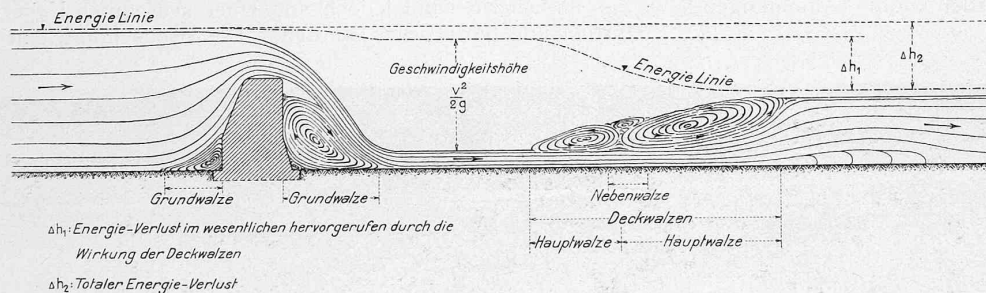 Energie Linie
Δh₁
Δh₂
Geschwindigkeitshöhe
v²
2g
Energie Linie
Grundwalze
Grundwalze
Nebenwalze
Deckwalzen
Hauptwalze
Hauptwalze
Δh₁: Energie-Verlust im wesentlichen hervorgerufen durch die
Wirkung der Deckwalzen
Δh₂: Totaler Energie-Verlust